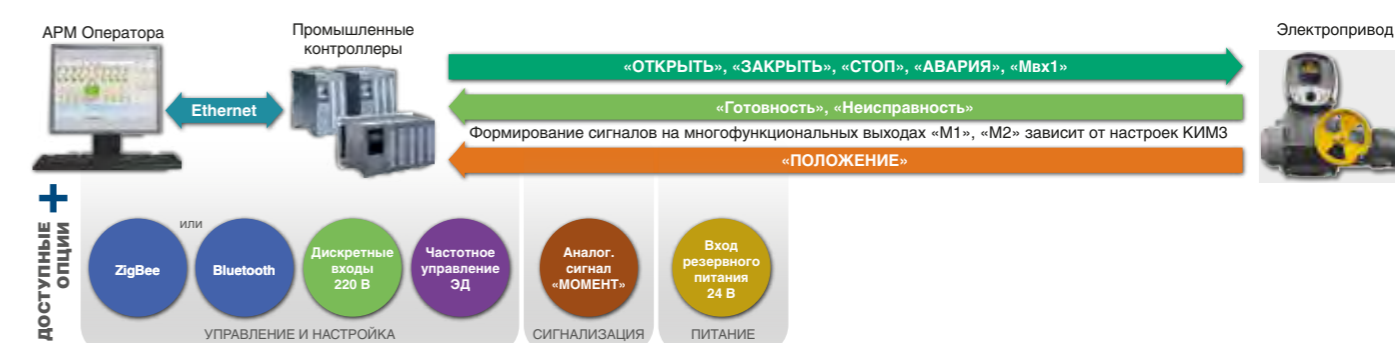 АРМ Оператора
Промышленные
контроллеры
Электропривод
Ethernet
«ОТКРЫТЬ», «ЗАКРЫТЬ», «СТОП», «АВАРИЯ», «Мвх1»
«Готовность», «Неисправность»
Формирование сигналов на многофункциональных выходах «М1», «М2» зависит от настроек КИМ3
«ПОЛОЖЕНИЕ»
+
ДОСТУПНЫЕ
ОПЦИИ
ZigBee
или
Bluetooth
Дискретные
входы
220 В
Частотное
управление
ЭД
Аналог.
сигнал
«МОМЕНТ»
Вход
резервного
питания
24 В
УПРАВЛЕНИЕ И НАСТРОЙКА
СИГНАЛИЗАЦИЯ
ПИТАНИЕ